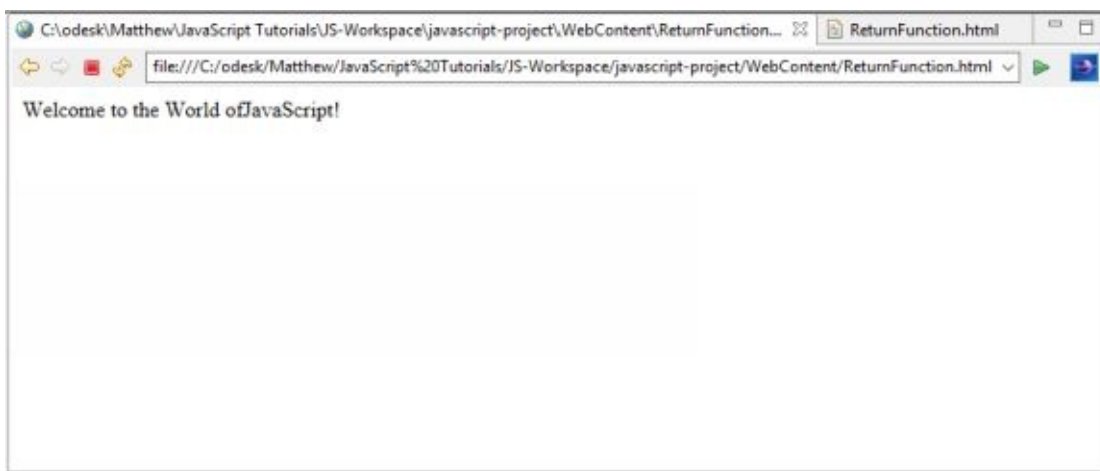 C:\odesk\Matthew\JavaScript Tutorials\JS-Workspace\javascript-project\WebContent\ReturnFunction... ReturnFunction.html
file:///C:/odesk/Matthew/JavaScript%20Tutorials/JS-Workspace/javascript-project/WebContent/ReturnFunction.html
Welcome to the World ofJavaScript!